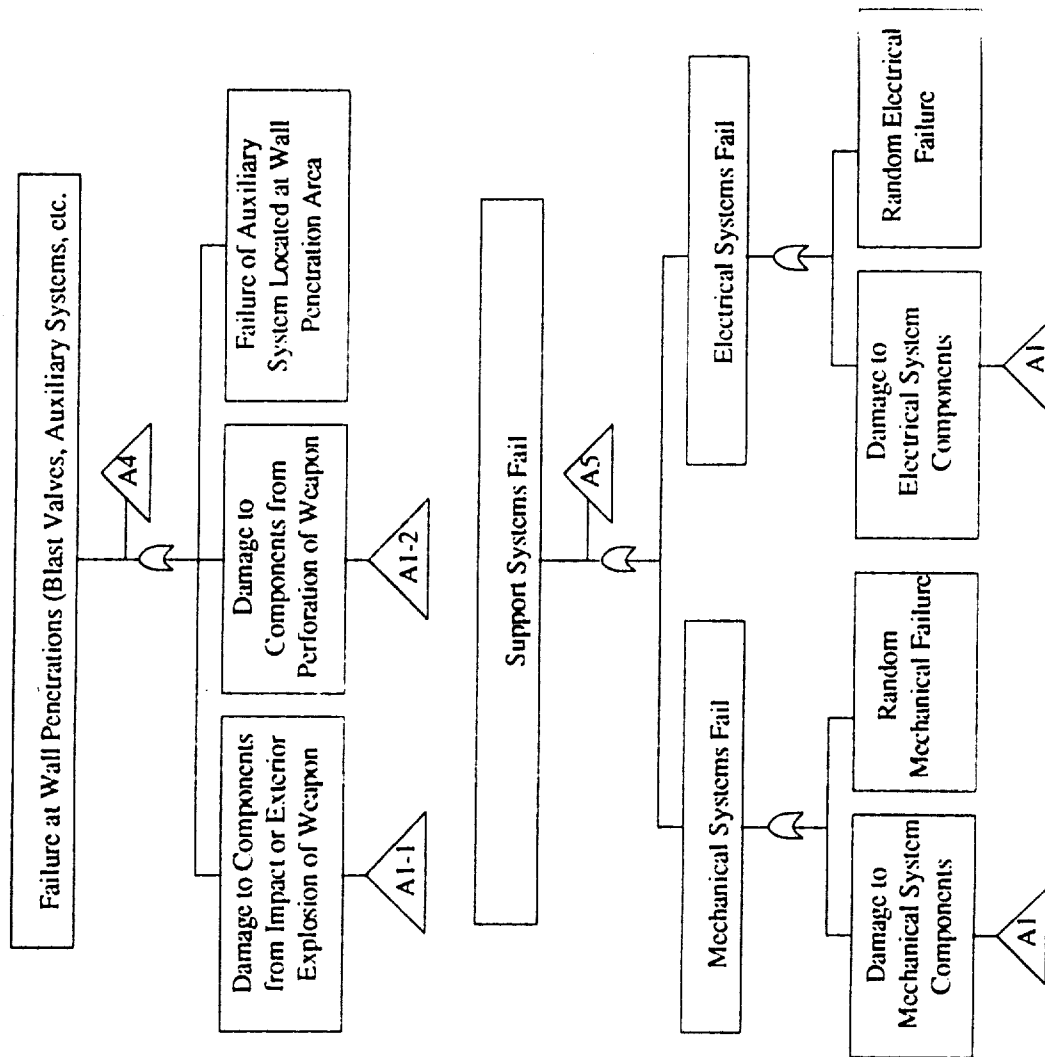 Failure at Wall Penetrations (Blast Valves, Auxiliary Systems, etc.
A4
Damage to Components
from Impact or Exterior
Explosion of Weapon
A1-1
Damage to
Components from
Perforation of Weapon
A1-2
Failure of Auxiliary
System Located at Wall
Penetration Area
Support Systems Fail
A5
Mechanical Systems Fail
Damage to
Mechanical System
Components
A1
Random
Mechanical Failure
Electrical Systems Fail
Damage to
Electrical System
Components
A1
Random Electrical
Failure